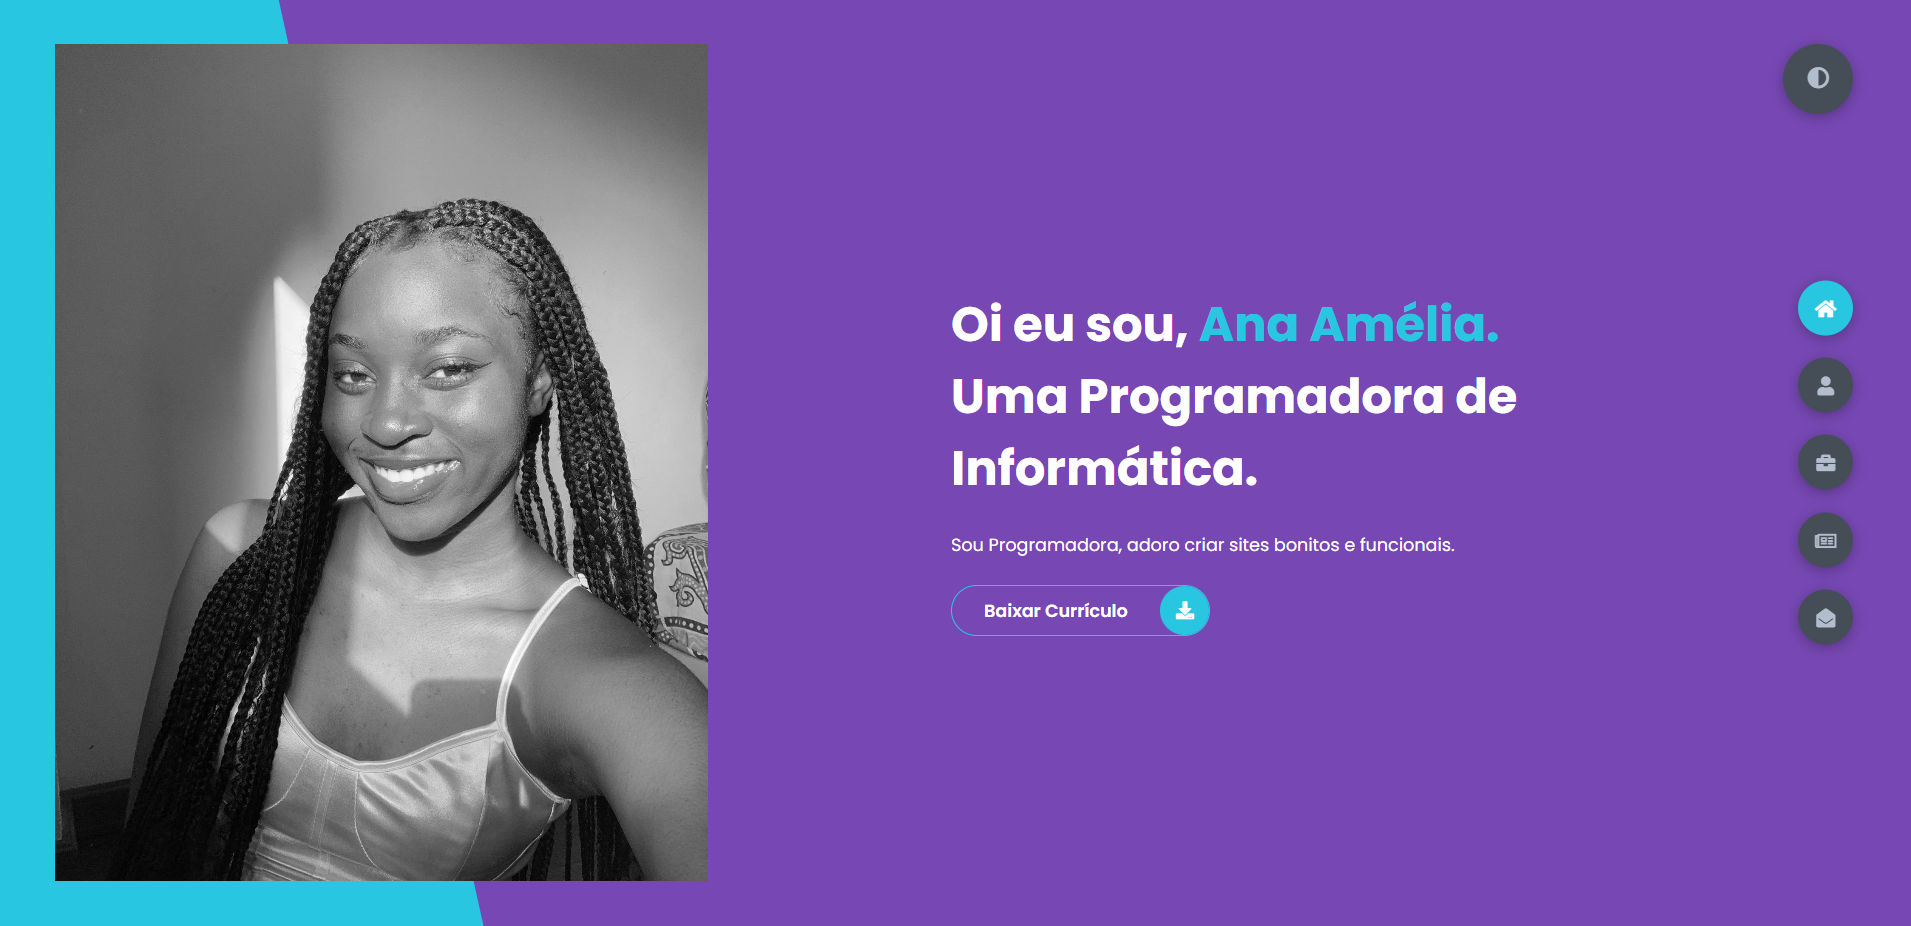 Oi eu sou, Ana Amélia.
Uma Programadora de
Informática.
Sou Programadora, adoro criar sites bonitos e funcionais.
Baixar Currículo